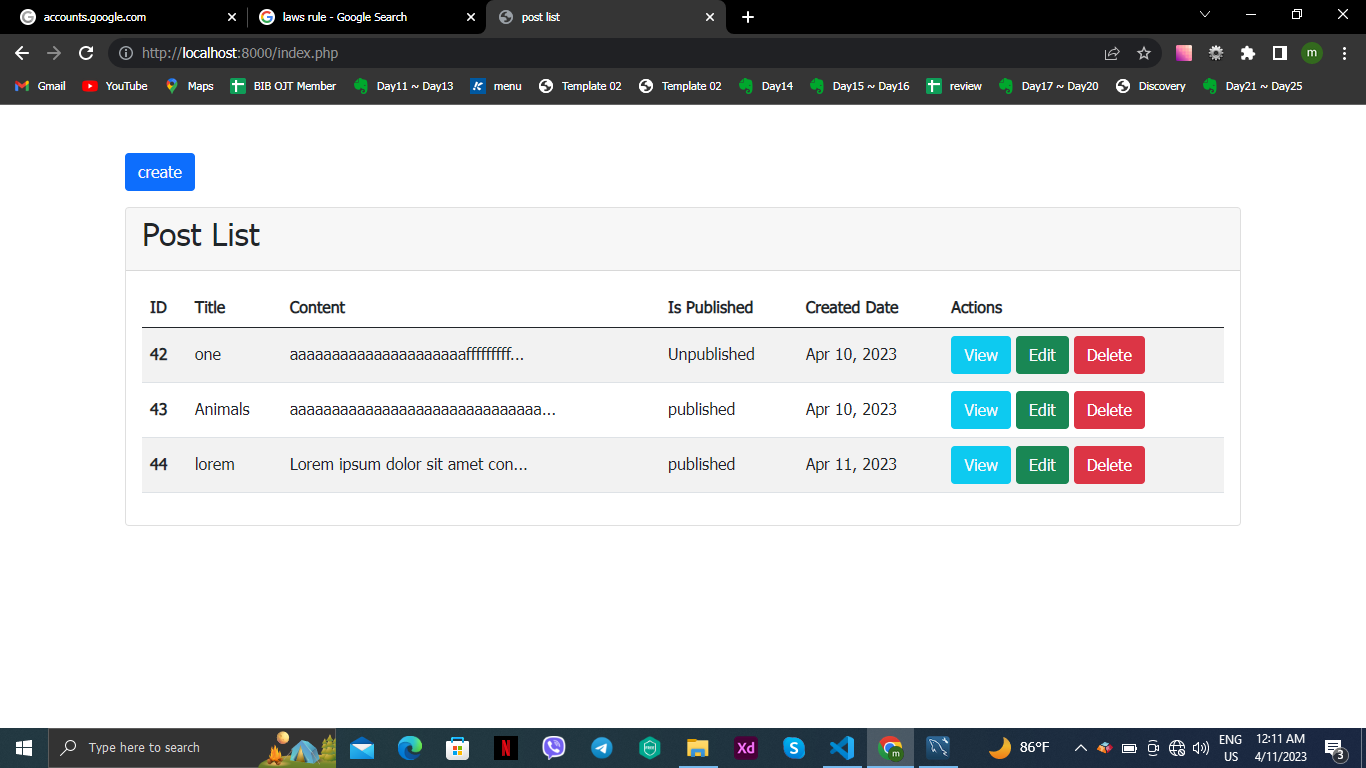 accounts.google.com
laws rule - Google Search
post list
http://localhost:8000/index.php
m
Gmail
YouTube
Maps
BIB OJT Member
Day11 ~ Day13
menu
Template 02
Template 02
Day14
Day15 ~ Day16
review
Day17 ~ Day20
Discovery
Day21 ~ Day25
create
Post List
ID Title Content Is Published Created Date Actions
42 one aaaaaaaaaaaaaaaaaaaaafffffffff... Unpublished Apr 10, 2023 View Edit Delete
43 Animals aaaaaaaaaaaaaaaaaaaaaaaaaaaaaa... published Apr 10, 2023 View Edit Delete
44 lorem Lorem ipsum dolor sit amet con... published Apr 11, 2023 View Edit Delete
Type here to search
N
Xd
S
m
86°F
ENG
US
12:11 AM
4/11/2023
3